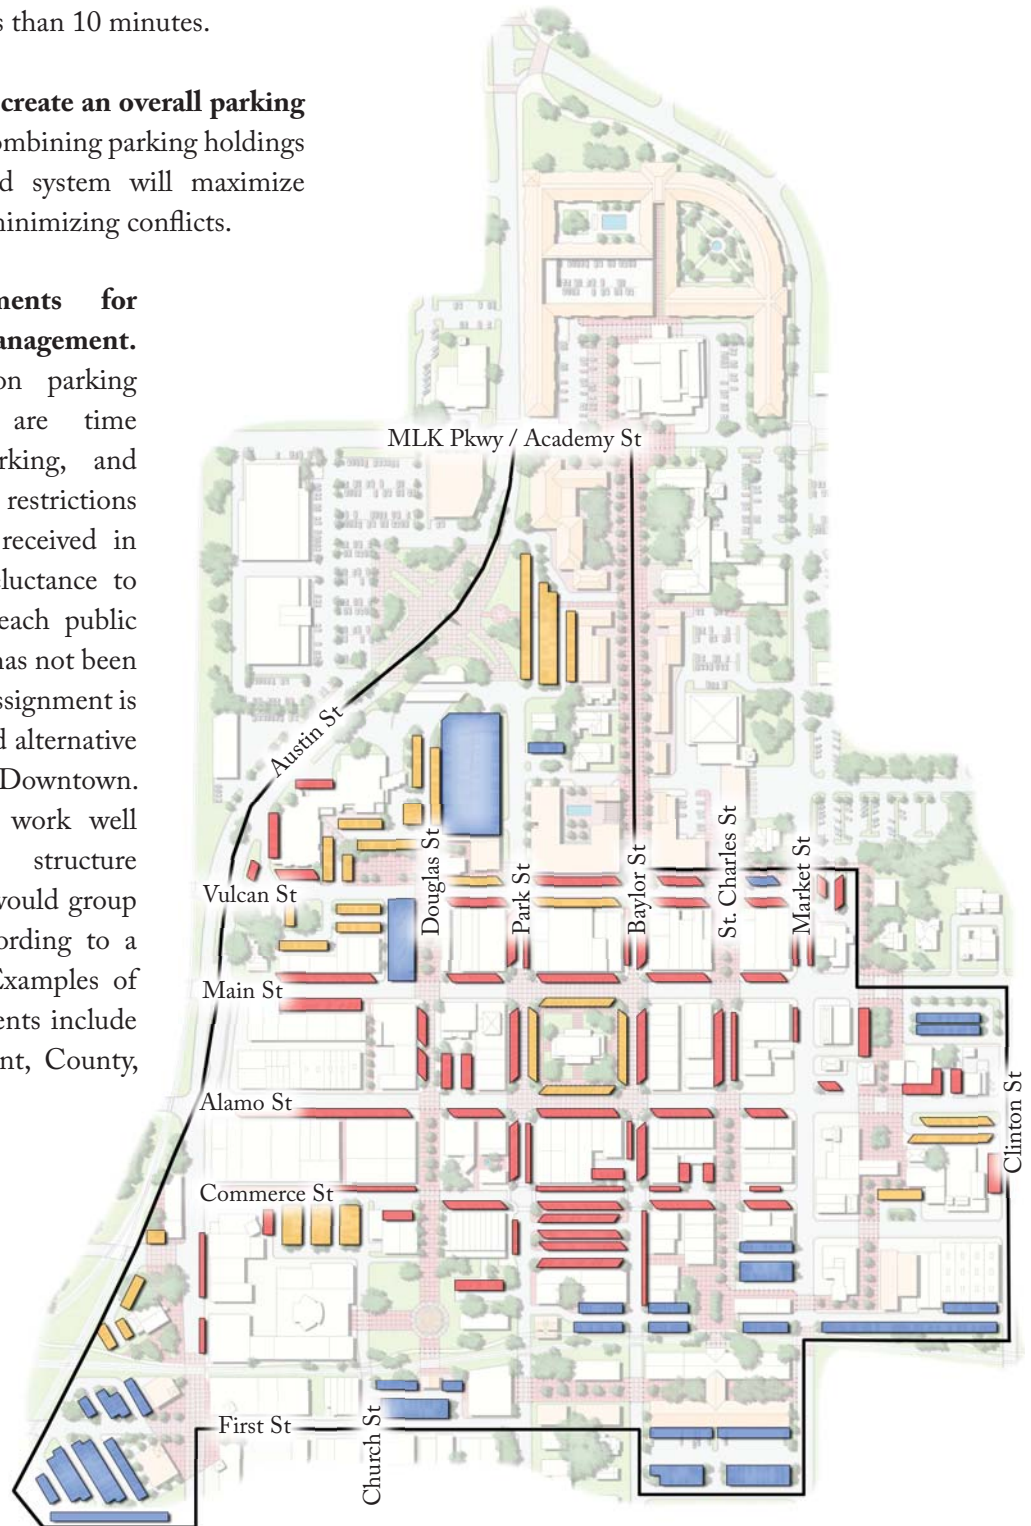 s than 10 minutes.
create an overall parking
ombining parking holdings
d system will maximize
minimizing conflicts.
ments for
anagement.
on parking
are time
rking, and
restrictions
received in
eluctance to
each public
has not been
ssignment is
d alternative
Downtown.
work well
structure
would group
ording to a
Examples of
ents include
nt, County,
MLK Pkwy / Academy St
Austin St
Douglas St
Park St
Baylor St
St. Charles St
Market St
Vulcan St
Main St
Alamo St
Clinton St
Commerce St
First St
Church St